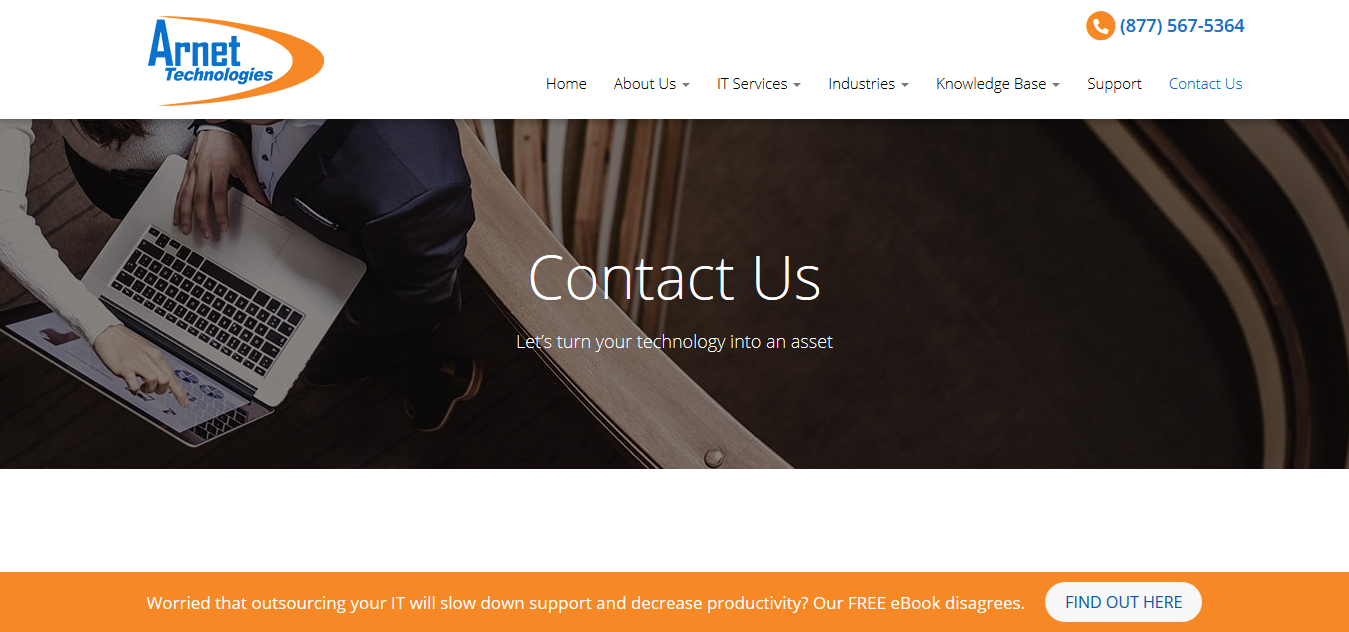 Arnet
Technologies
(877) 567-5364
Home
About Us
IT Services
Industries
Knowledge Base
Support
Contact Us
Contact Us
Let's turn your technology into an asset
Worried that outsourcing your IT will slow down support and decrease productivity? Our FREE eBook disagrees.
FIND OUT HERE